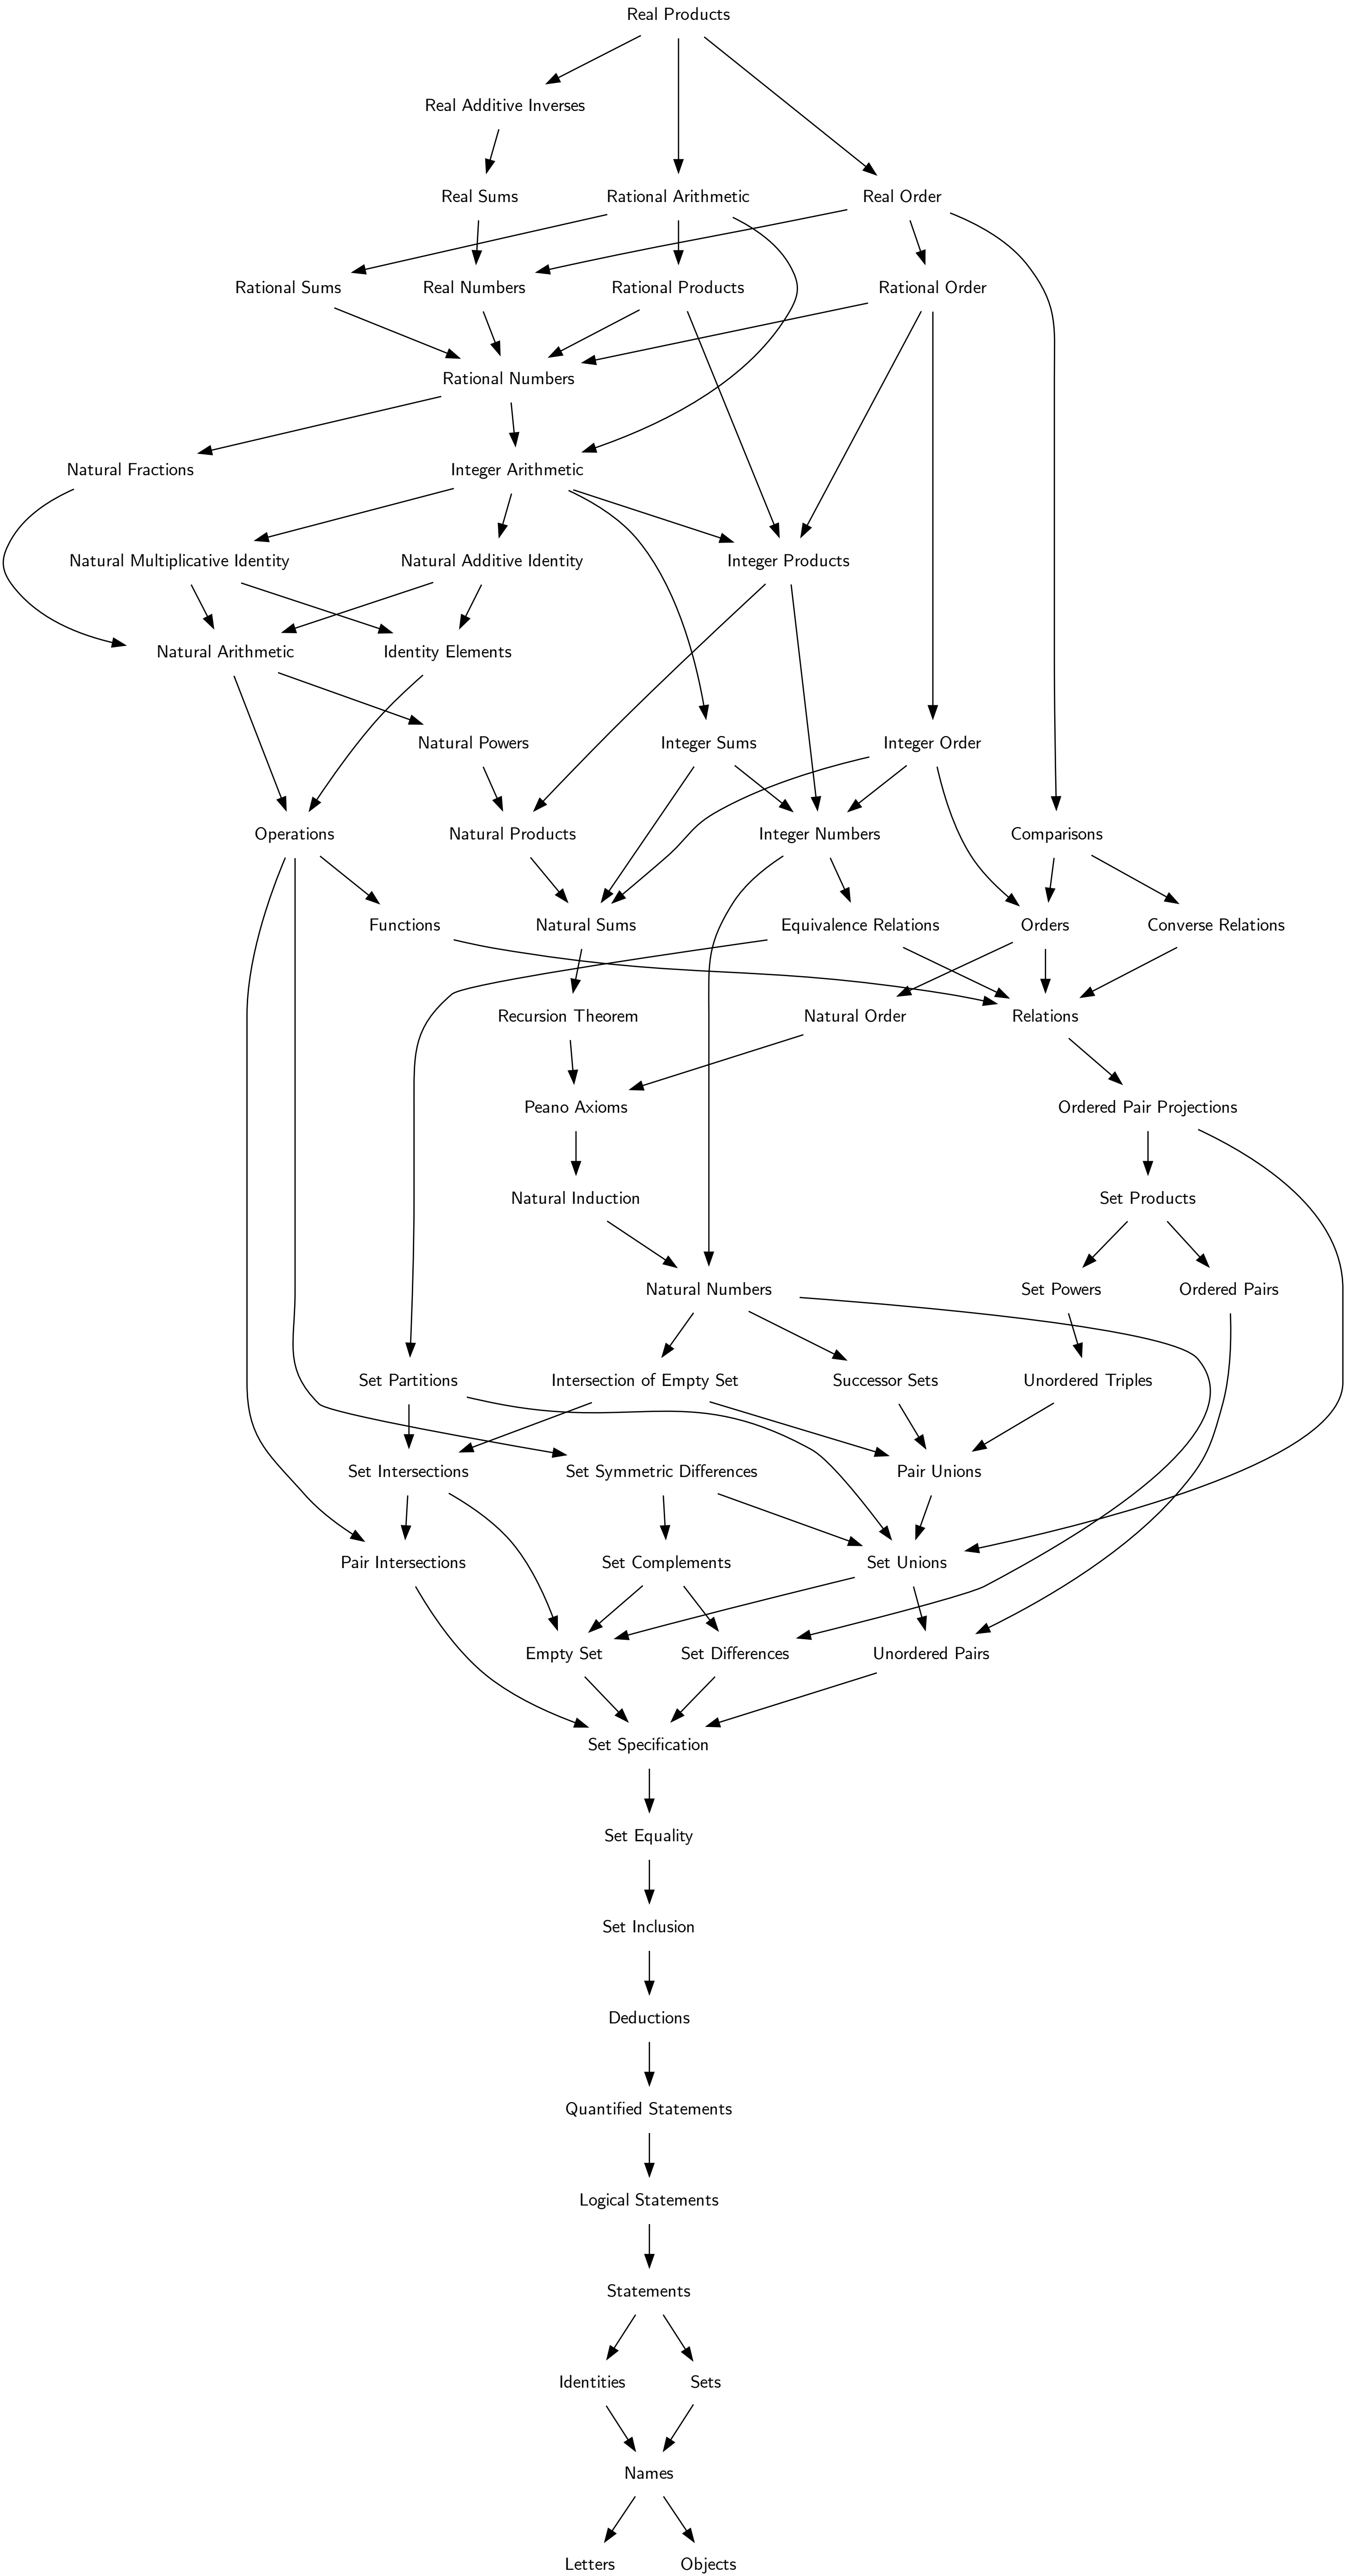 Real Products
Real Additive Inverses
Real Sums
Rational Arithmetic
Real Order
Rational Sums
Real Numbers
Rational Products
Rational Order
Rational Numbers
Natural Fractions
Integer Arithmetic
Natural Multiplicative Identity
Natural Additive Identity
Integer Products
Natural Arithmetic
Identity Elements
Natural Powers
Integer Sums
Integer Order
Operations
Natural Products
Integer Numbers
Comparisons
Functions
Natural Sums
Equivalence Relations
Orders
Converse Relations
Recursion Theorem
Natural Order
Relations
Peano Axioms
Ordered Pair Projections
Natural Induction
Set Products
Natural Numbers
Set Powers
Ordered Pairs
Set Partitions
Intersection of Empty Set
Successor Sets
Unordered Triples
Set Intersections
Set Symmetric Differences
Pair Unions
Pair Intersections
Set Complements
Set Unions
Empty Set
Set Differences
Unordered Pairs
Set Specification
Set Equality
Set Inclusion
Deductions
Quantified Statements
Logical Statements
Statements
Identities
Sets
Names
Letters
Objects